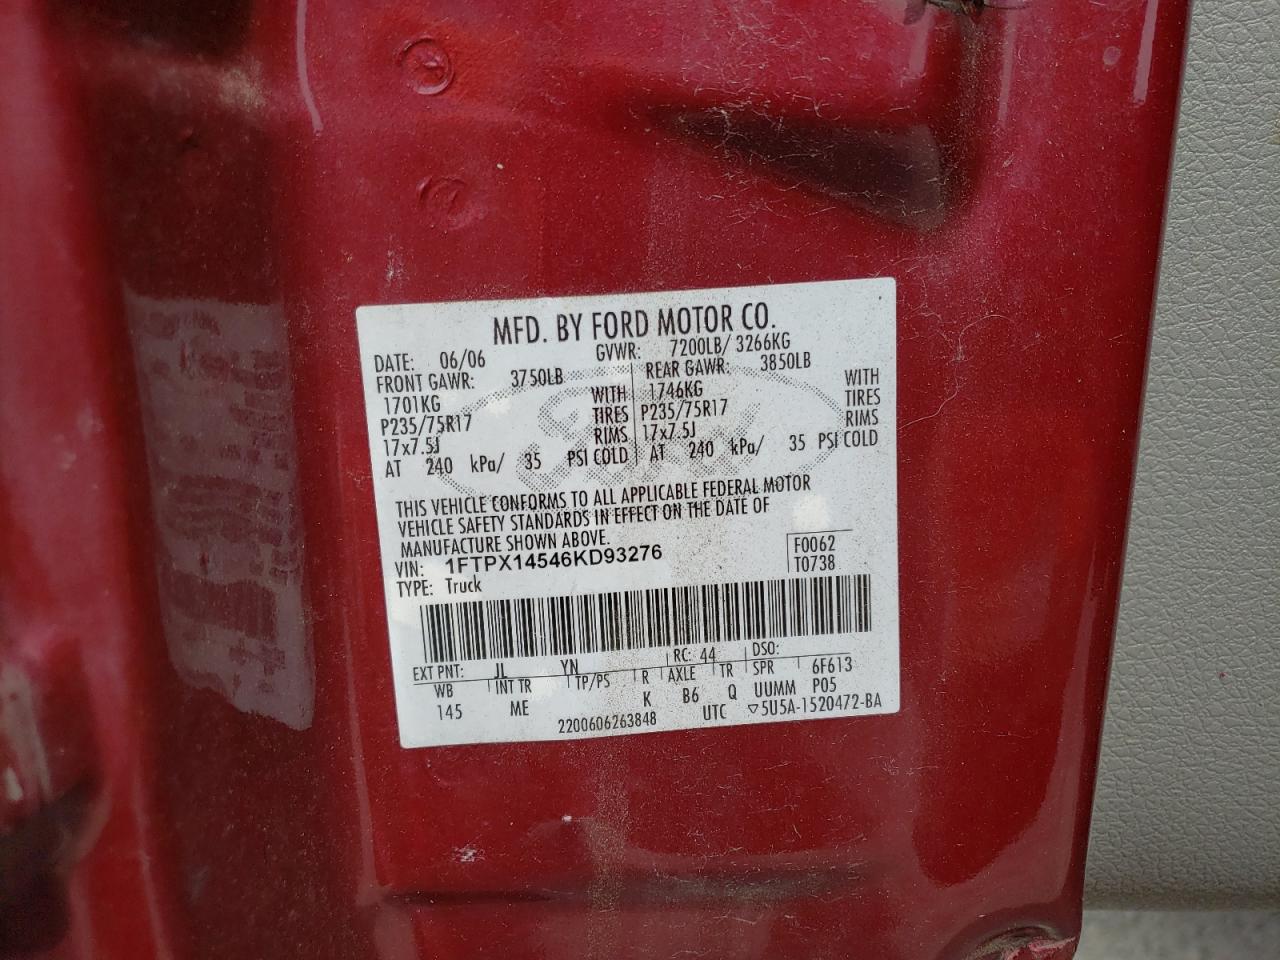 MFD. BY FORD MOTOR CO.
DATE: 06/06 GVWR: 7200LB/ 3266KG
FRONT GAWR: 3750LB REAR GAWR: 3850LB
1701KG WITH 1746KG WITH
P235/75R17 TIRES P235/75R17 TIRES
17x7.5J RIMS 17x7.5J RIMS
AT 240 kPa/ 35 PSI COLD AT 240 kPa/ 35 PSI COLD
THIS VEHICLE CONFORMS TO ALL APPLICABLE FEDERAL MOTOR
VEHICLE SAFETY STANDARDS IN EFFECT ON THE DATE OF
MANUFACTURE SHOWN ABOVE.
VIN: 1FTPX14546KD93276 F0062
TYPE: Truck T0738
EXT PNT: JL YN RC: 44 DSO:
WB INT TR TP/PS R AXLE TR SPR 6F613
145 ME K B6 Q UUMM P05
2200606263848 UTC ▽5U5A-1520472-BA